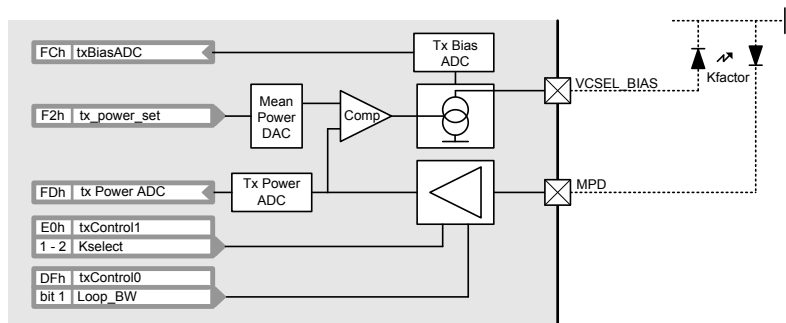 FCh txBiasADC
Tx Bias
ADC
VCSEL_BIAS
Kfactor
F2h tx_power_set
Mean
Power
DAC
Comp
FDh tx Power ADC
Tx Power
ADC
MPD
E0h txControl1
1 - 2 Kselect
DFh txControl0
bit 1 Loop_BW